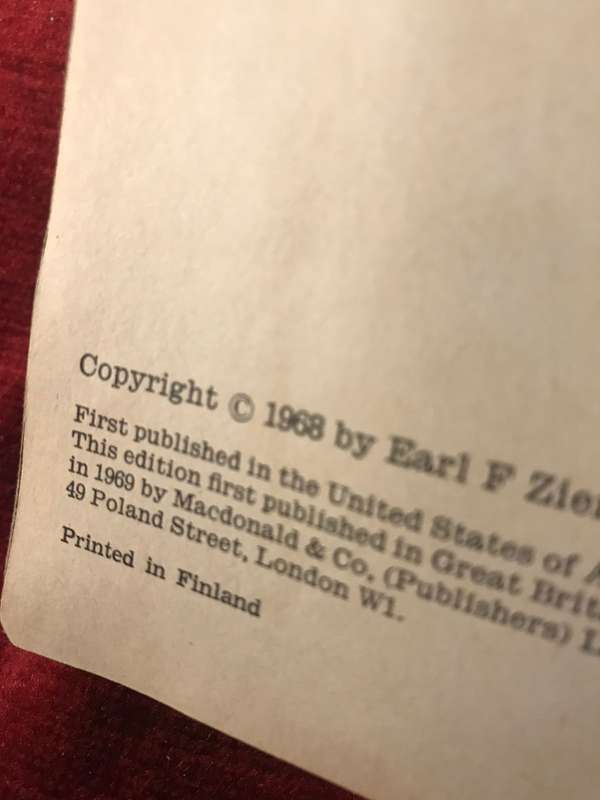 Copyright © 1968 by Earl F
First published in the United States of
This edition first published in Great
in 1969 by Macdonald & Co. (Publishers)
49 Poland Street, London W1.
Printed in Finland